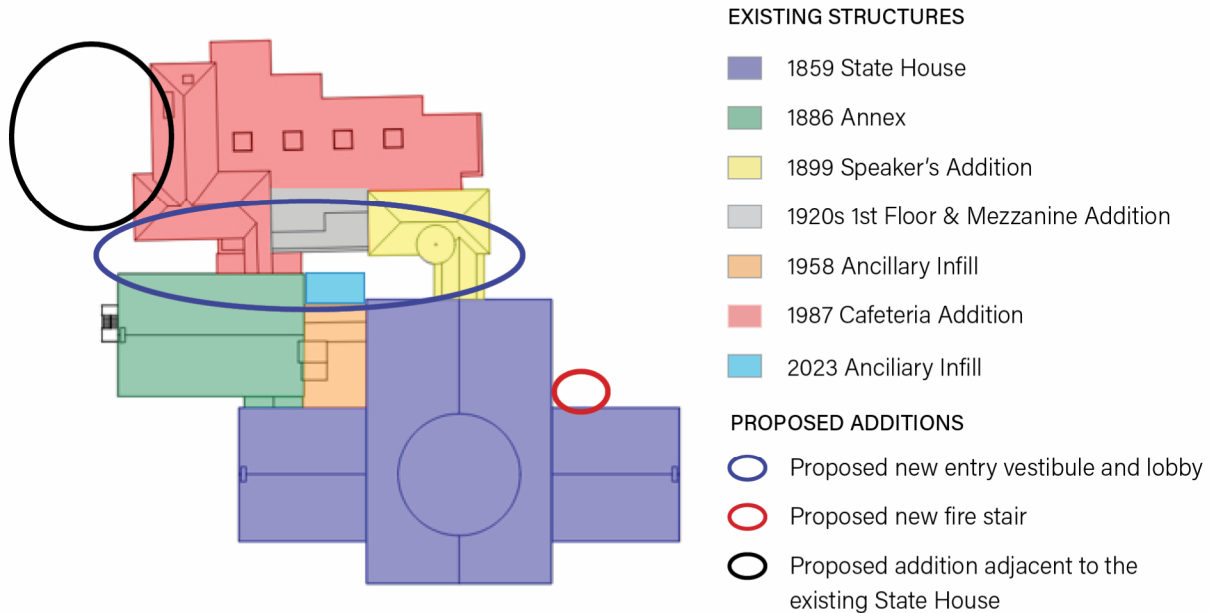 EXISTING STRUCTURES
1859 State House
1886 Annex
1899 Speaker's Addition
1920s 1st Floor & Mezzanine Addition
1958 Ancillary Infill
1987 Cafeteria Addition
2023 Anciliary Infill
PROPOSED ADDITIONS
Proposed new entry vestibule and lobby
Proposed new fire stair
Proposed addition adjacent to the
existing State House